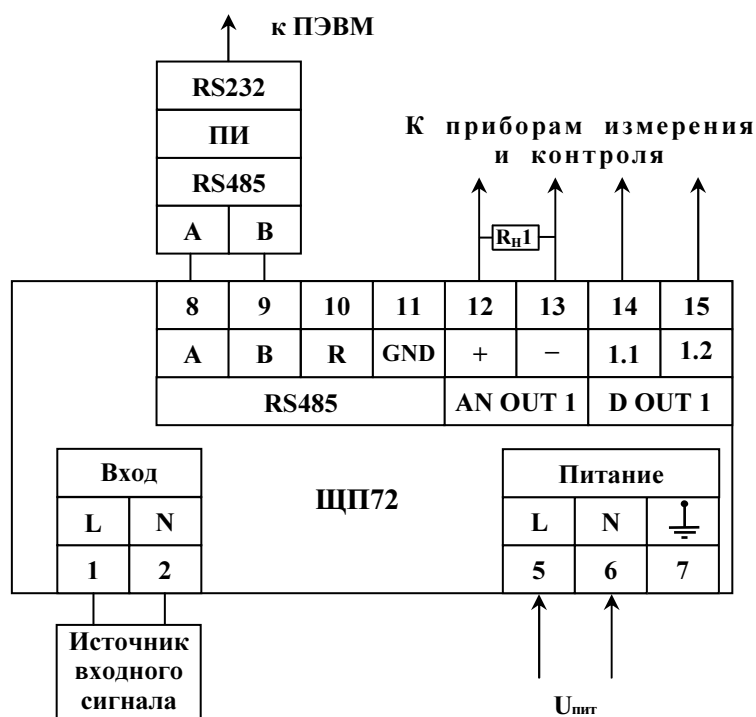 к ПЭВМ
RS232
ПИ
RS485
A B
К приборам измерения
и контроля
Rн1
8 9 10 11 12 13 14 15
A B R GND + − 1.1 1.2
RS485 AN OUT 1 D OUT 1
Вход
L N
1 2
ЩП72
Питание
L N
5 6 7
Источник
входного
сигнала
Uпит